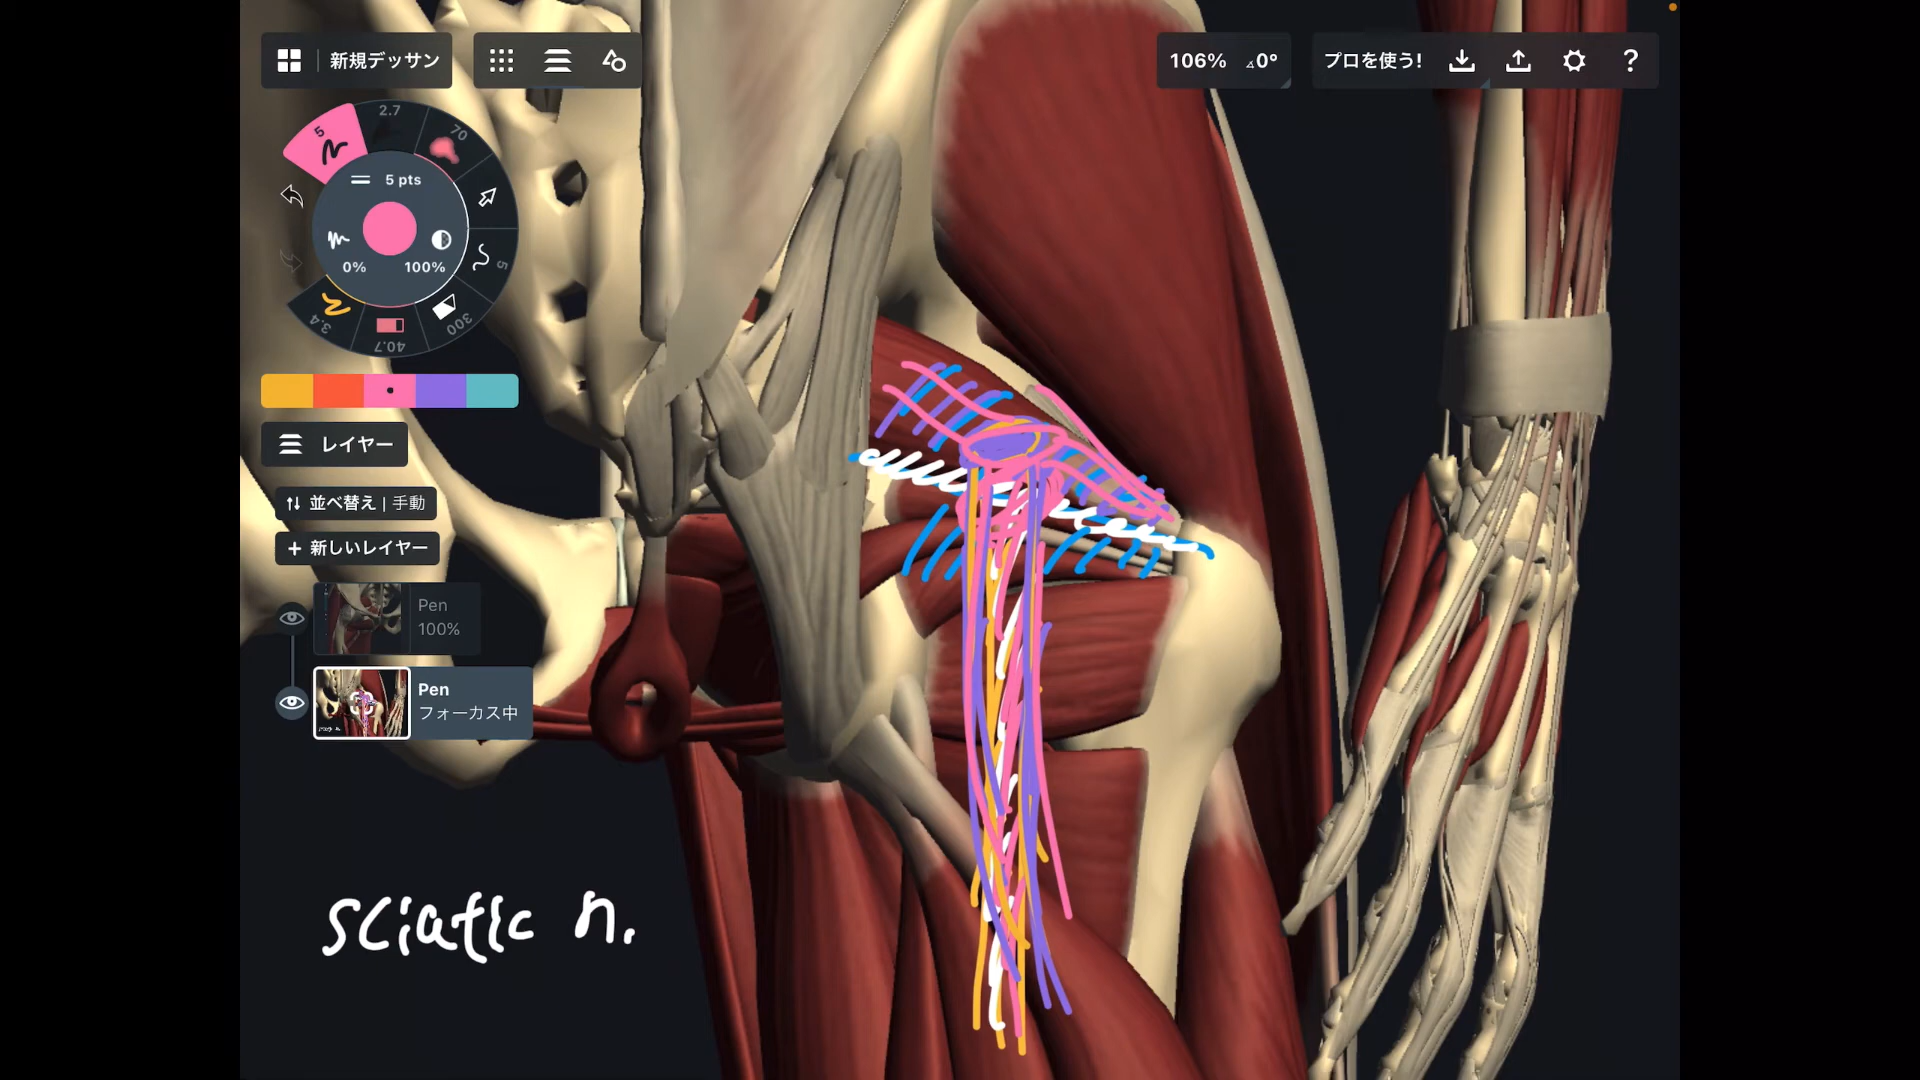 新規デッサン
106% ⊿0°
プロを使う! ?
5
2.7
70
5 pts
0% 100%
5
300
40.7
3.4
レイヤー
並べ替え | 手動
+ 新しいレイヤー
Pen
100%
Pen
フォーカス中
sciatic n.